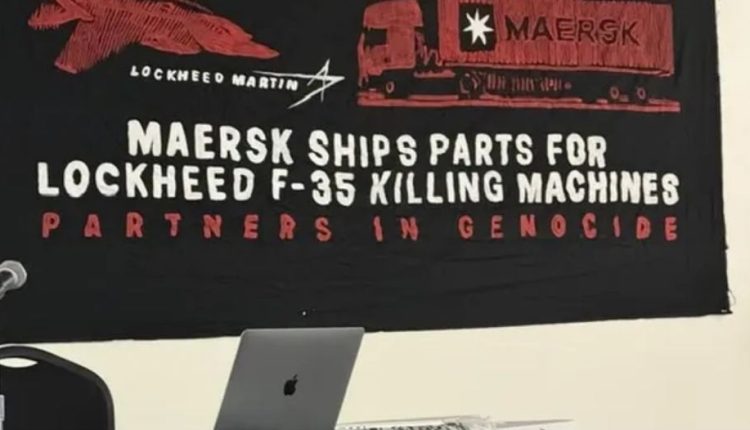 LOCKHEED MARTIN
MAERSK
MAERSK SHIPS PARTS FOR
LOCKHEED F-35 KILLING MACHINES
PARTNERS IN GENOCIDE